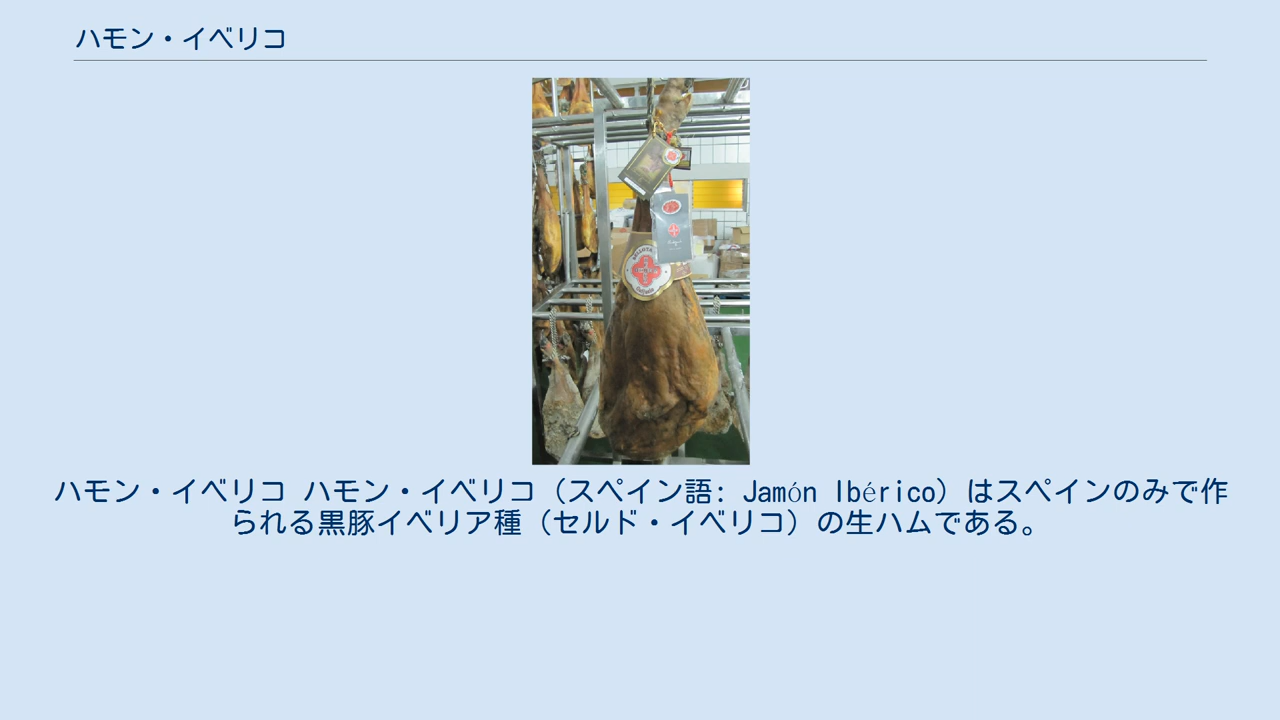 ハモン・イベリコ
ハモン・イベリコ ハモン・イベリコ（スペイン語: Jamón Ibérico）はスペインのみで作
られる黒豚イベリア種（セルド・イベリコ）の生ハムである。